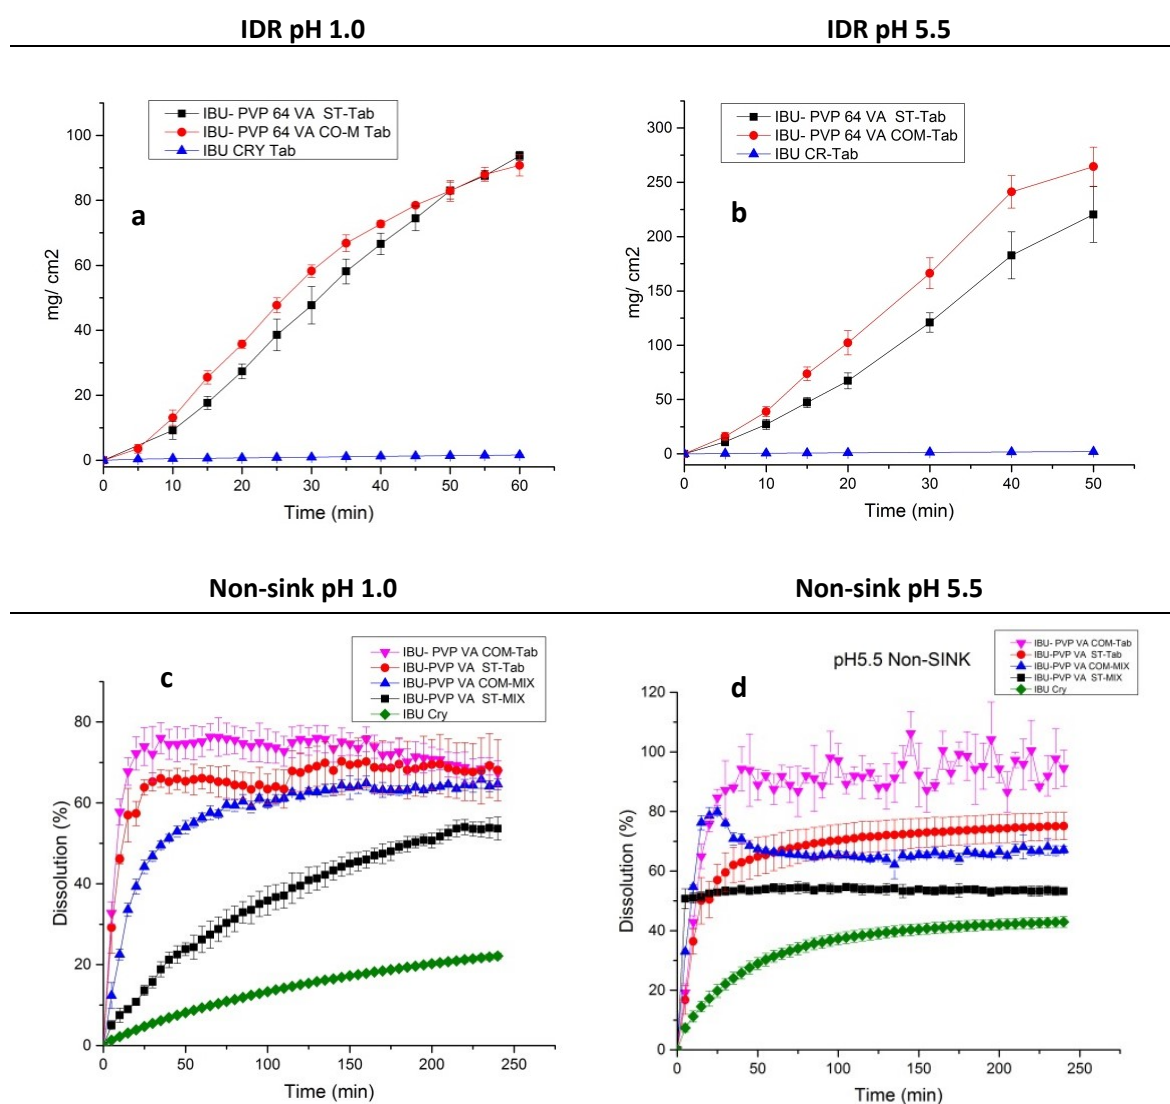 IDR pH 1.0
IDR pH 5.5
IBU- PVP 64 VA  ST-Tab
IBU- PVP 64 VA CO-M Tab
IBU CRY Tab
a
mg/ cm2
100
80
60
40
20
0
0 10 20 30 40 50 60
Time (min)
IBU- PVP 64 VA  ST-Tab
IBU- PVP 64 VA COM-Tab
IBU CR-Tab
b
mg/ cm2
300
250
200
150
100
50
0
0 10 20 30 40 50
Time (min)
Non-sink pH 1.0
Non-sink pH 5.5
IBU- PVP VA COM-Tab
IBU-PVP VA  ST-Tab
IBU-PVP VA COM-MIX
IBU-PVP VA  ST-MIX
IBU Cry
c
Dissolution (%)
80
60
40
20
0
0 50 100 150 200 250
Time (min)
IBU- PVP VA COM-Tab
IBU-PVP VA  ST-Tab
IBU-PVP VA COM-MIX
IBU-PVP VA  ST-MIX
IBU Cry
pH5.5 Non-SINK
d
Dissolution (%)
120
100
80
60
40
20
0
0 50 100 150 200 250
Time (min)